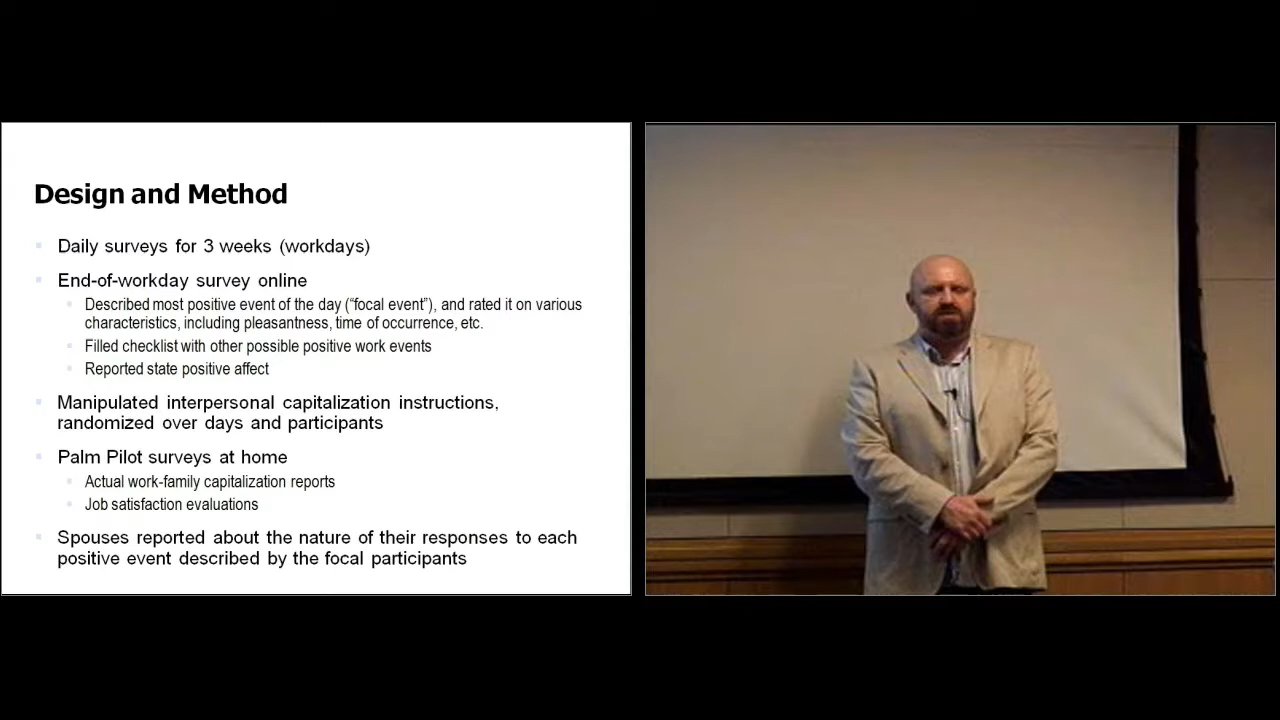 Design and Method
Daily surveys for 3 weeks (workdays)
End-of-workday survey online
Described most positive event of the day (“focal event”), and rated it on various
characteristics, including pleasantness, time of occurrence, etc.
Filled checklist with other possible positive work events
Reported state positive affect
Manipulated interpersonal capitalization instructions,
randomized over days and participants
Palm Pilot surveys at home
Actual work-family capitalization reports
Job satisfaction evaluations
Spouses reported about the nature of their responses to each
positive event described by the focal participants